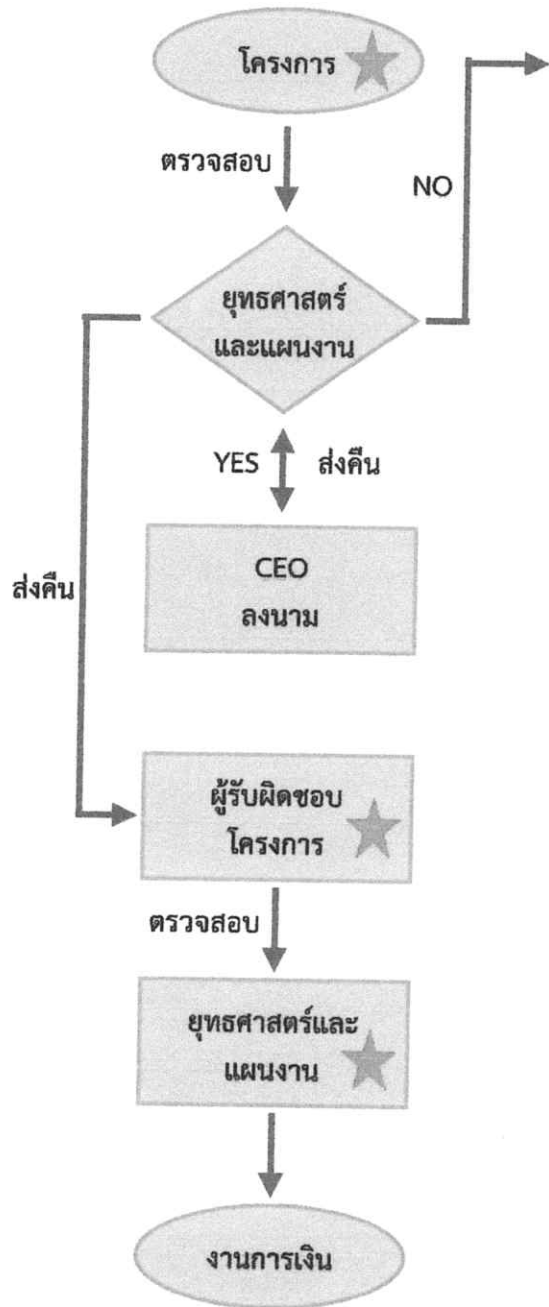 โครงการ
ตรวจสอบ
NO
ยุทธศาสตร์
และแผนงาน
YES ส่งคืน
CEO
ลงนาม
ส่งคืน
ผู้รับผิดชอบ
โครงการ
ตรวจสอบ
ยุทธศาสตร์และ
แผนงาน
งานการเงิน